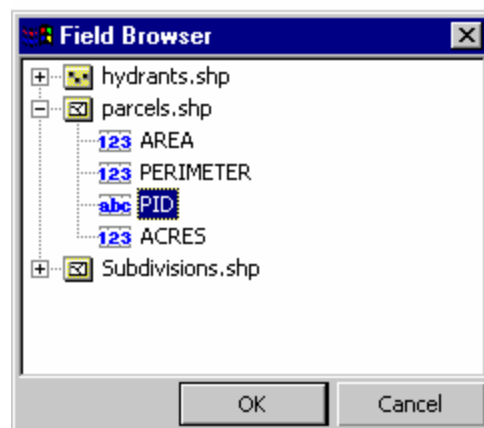 Field Browser
hydrants.shp
parcels.shp
123 AREA
123 PERIMETER
abc PID
123 ACRES
Subdivisions.shp
OK Cancel